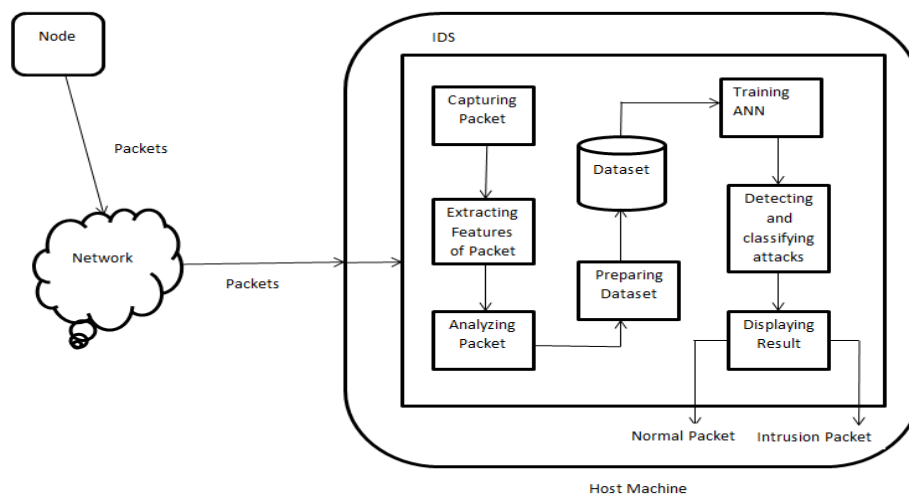 Node
Packets
Network
Packets
IDS
Capturing
Packet
Extracting
Features
of Packet
Analyzing
Packet
Preparing
Dataset
Dataset
Training
ANN
Detecting
and
classifying
attacks
Displaying
Result
Normal Packet
Intrusion Packet
Host Machine